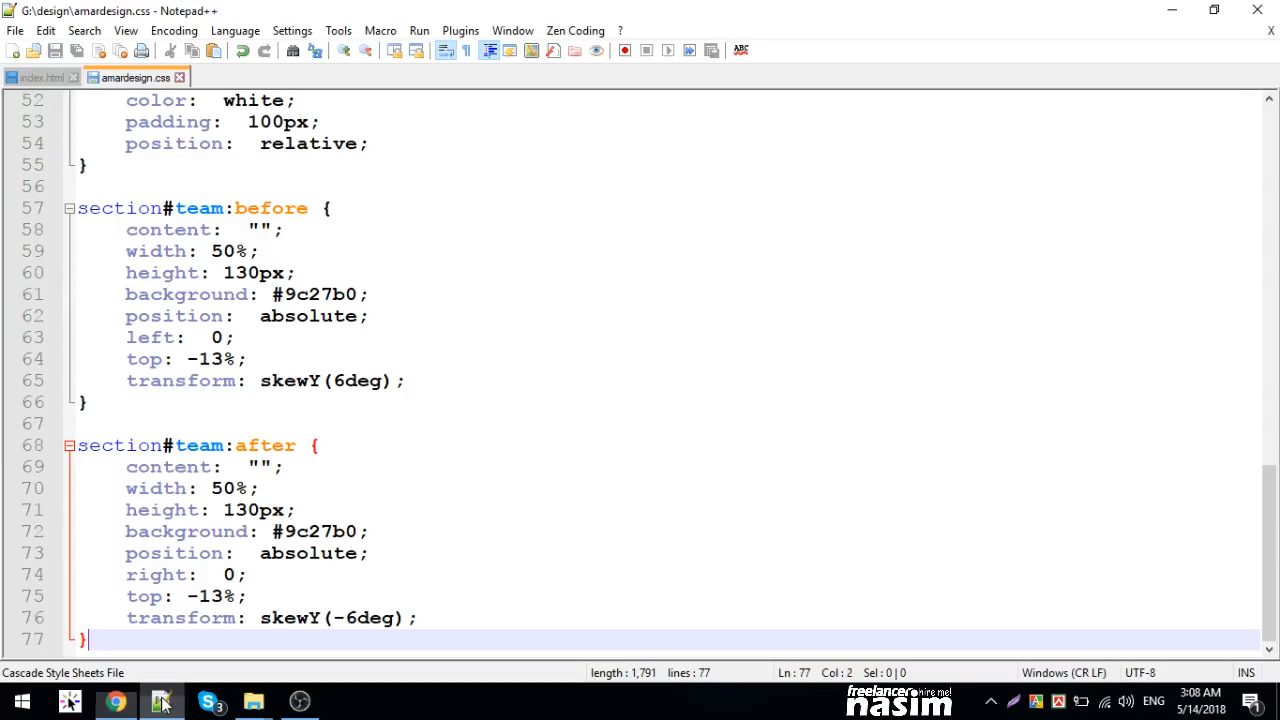 G:\design\amardesign.css - Notepad++
File Edit Search View Encoding Language Settings Tools Macro Run Plugins Window Zen Coding ? X
ABC
index.html amardesign.css
52 color: white;
53 padding: 100px;
54 position: relative;
55 }
56
57 section#team:before {
58 content: "";
59 width: 50%;
60 height: 130px;
61 background: #9c27b0;
62 position: absolute;
63 left: 0;
64 top: -13%;
65 transform: skewY(6deg);
66 }
67
68 section#team:after {
69 content: "";
70 width: 50%;
71 height: 130px;
72 background: #9c27b0;
73 position: absolute;
74 right: 0;
75 top: -13%;
76 transform: skewY(-6deg);
77 }
Cascade Style Sheets File length : 1,791 lines : 77 Ln : 77 Col : 2 Sel : 0 | 0 Windows (CR LF) UTF-8 INS
3 freelancer hire me! nasim ENG 3:08 AM 5/14/2018 1